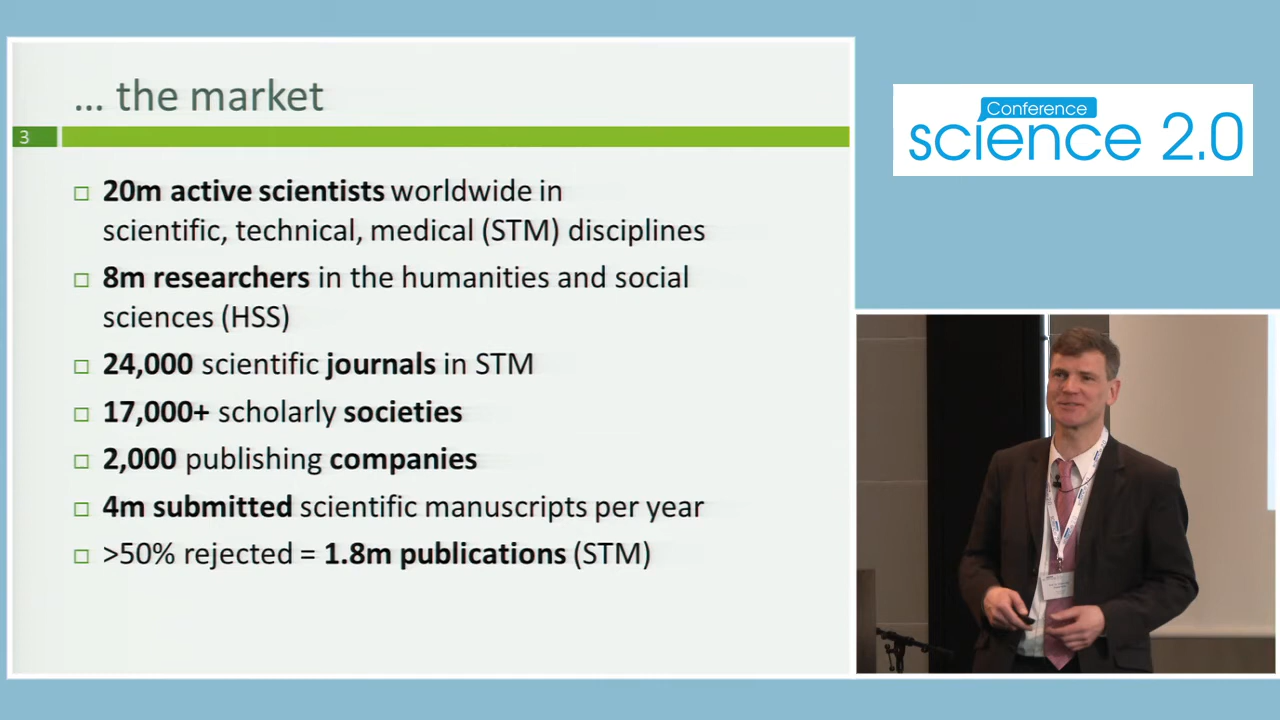 ... the market
3
20m active scientists worldwide in
scientific, technical, medical (STM) disciplines
8m researchers in the humanities and social
sciences (HSS)
24,000 scientific journals in STM
17,000+ scholarly societies
2,000 publishing companies
4m submitted scientific manuscripts per year
>50% rejected = 1.8m publications (STM)
Conference
science 2.0